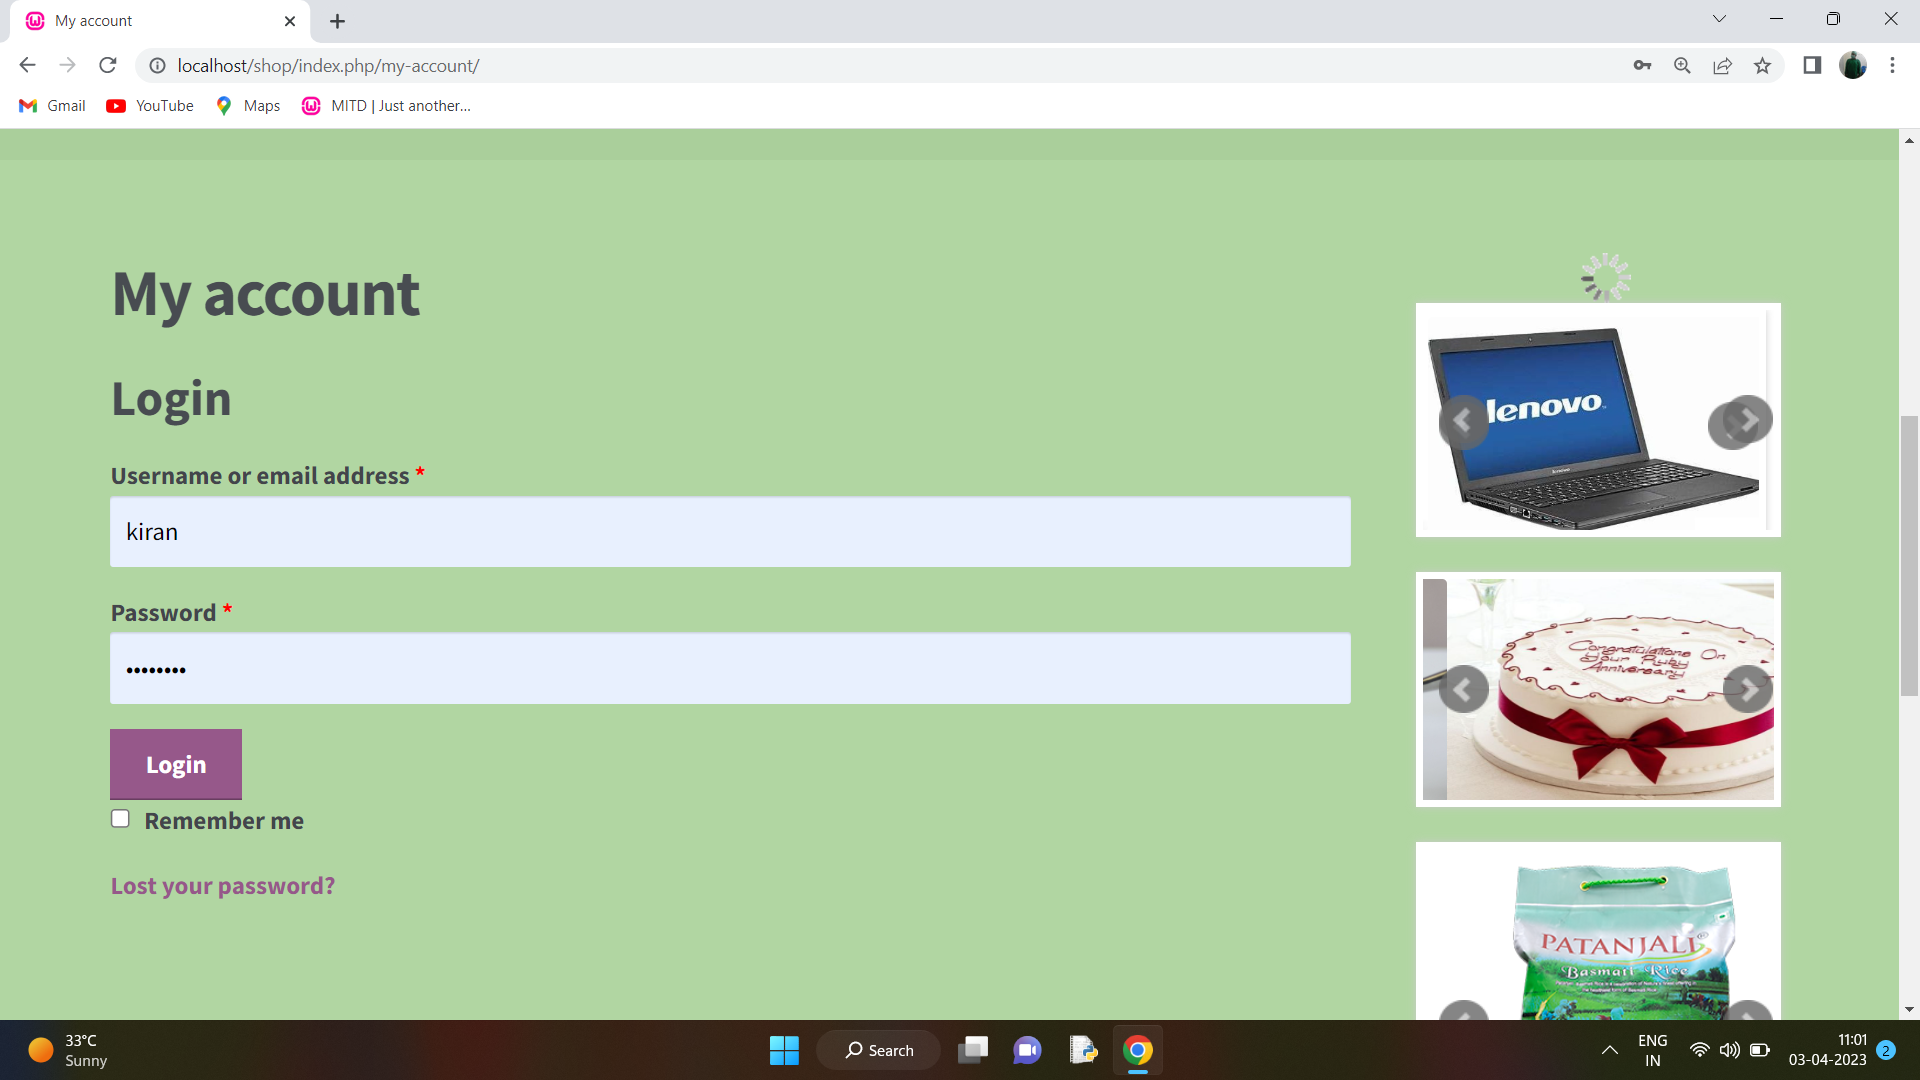 My account
localhost/shop/index.php/my-account/
Gmail YouTube Maps MITD | Just another...
My account
Login
Username or email address *
kiran
Password *
••••••••
Login
Remember me
Lost your password?
lenovo
Congratulations On
Your Ruby
Anniversary
PATANJALI
Basmati Rice
33°C
Sunny
Search
ENG
IN
11:01
03-04-2023
2